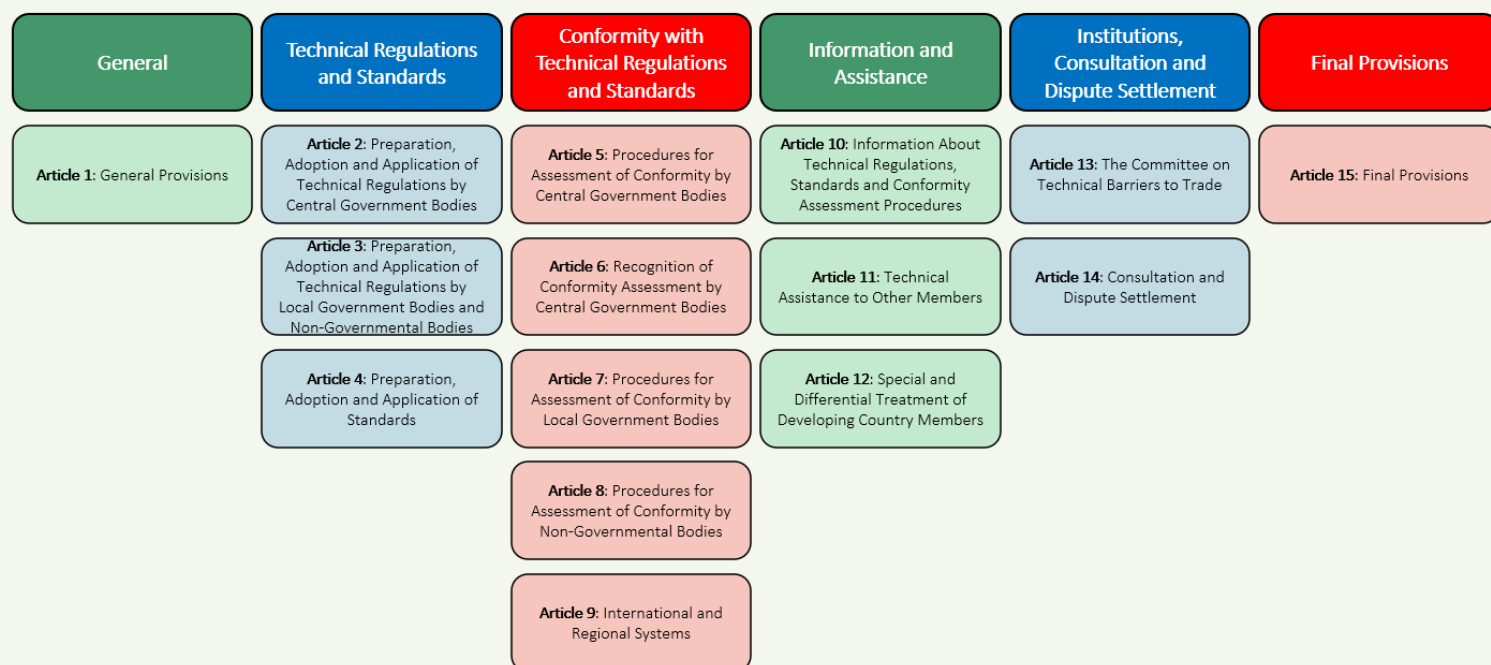 General
Technical Regulations
and Standards
Conformity with
Technical Regulations
and Standards
Information and
Assistance
Institutions,
Consultation and
Dispute Settlement
Final Provisions
Article 1: General Provisions
Article 2: Preparation,
Adoption and Application of
Technical Regulations by
Central Government Bodies
Article 3: Preparation,
Adoption and Application of
Technical Regulations by
Local Government Bodies and
Non-Governmental Bodies
Article 4: Preparation,
Adoption and Application of
Standards
Article 5: Procedures for
Assessment of Conformity by
Central Government Bodies
Article 6: Recognition of
Conformity Assessment by
Central Government Bodies
Article 7: Procedures for
Assessment of Conformity by
Local Government Bodies
Article 8: Procedures for
Assessment of Conformity by
Non-Governmental Bodies
Article 9: International and
Regional Systems
Article 10: Information About
Technical Regulations,
Standards and Conformity
Assessment Procedures
Article 11: Technical
Assistance to Other Members
Article 12: Special and
Differential Treatment of
Developing Country Members
Article 13: The Committee on
Technical Barriers to Trade
Article 14: Consultation and
Dispute Settlement
Article 15: Final Provisions